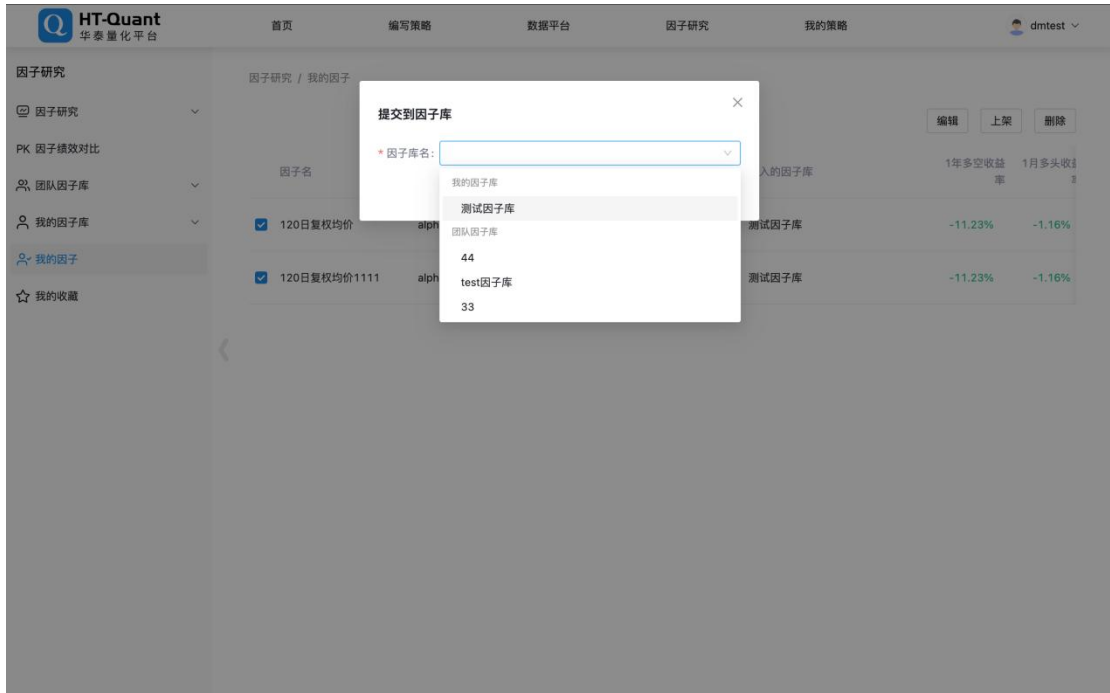 HT-Quant
华泰量化平台
首页
编写策略
数据平台
因子研究
我的策略
dmtest
因子研究
因子研究
PK 因子绩效对比
团队因子库
我的因子库
我的因子
我的收藏
因子研究 / 我的因子
编辑
上架
删除
提交到因子库
* 因子库名:
我的因子库
测试因子库
团队因子库
44
test因子库
33
因子名
入的因子库
1年多空收益率
1月多头收益
120日复权均价
alph
测试因子库
-11.23%
-1.16%
120日复权均价1111
alph
测试因子库
-11.23%
-1.16%